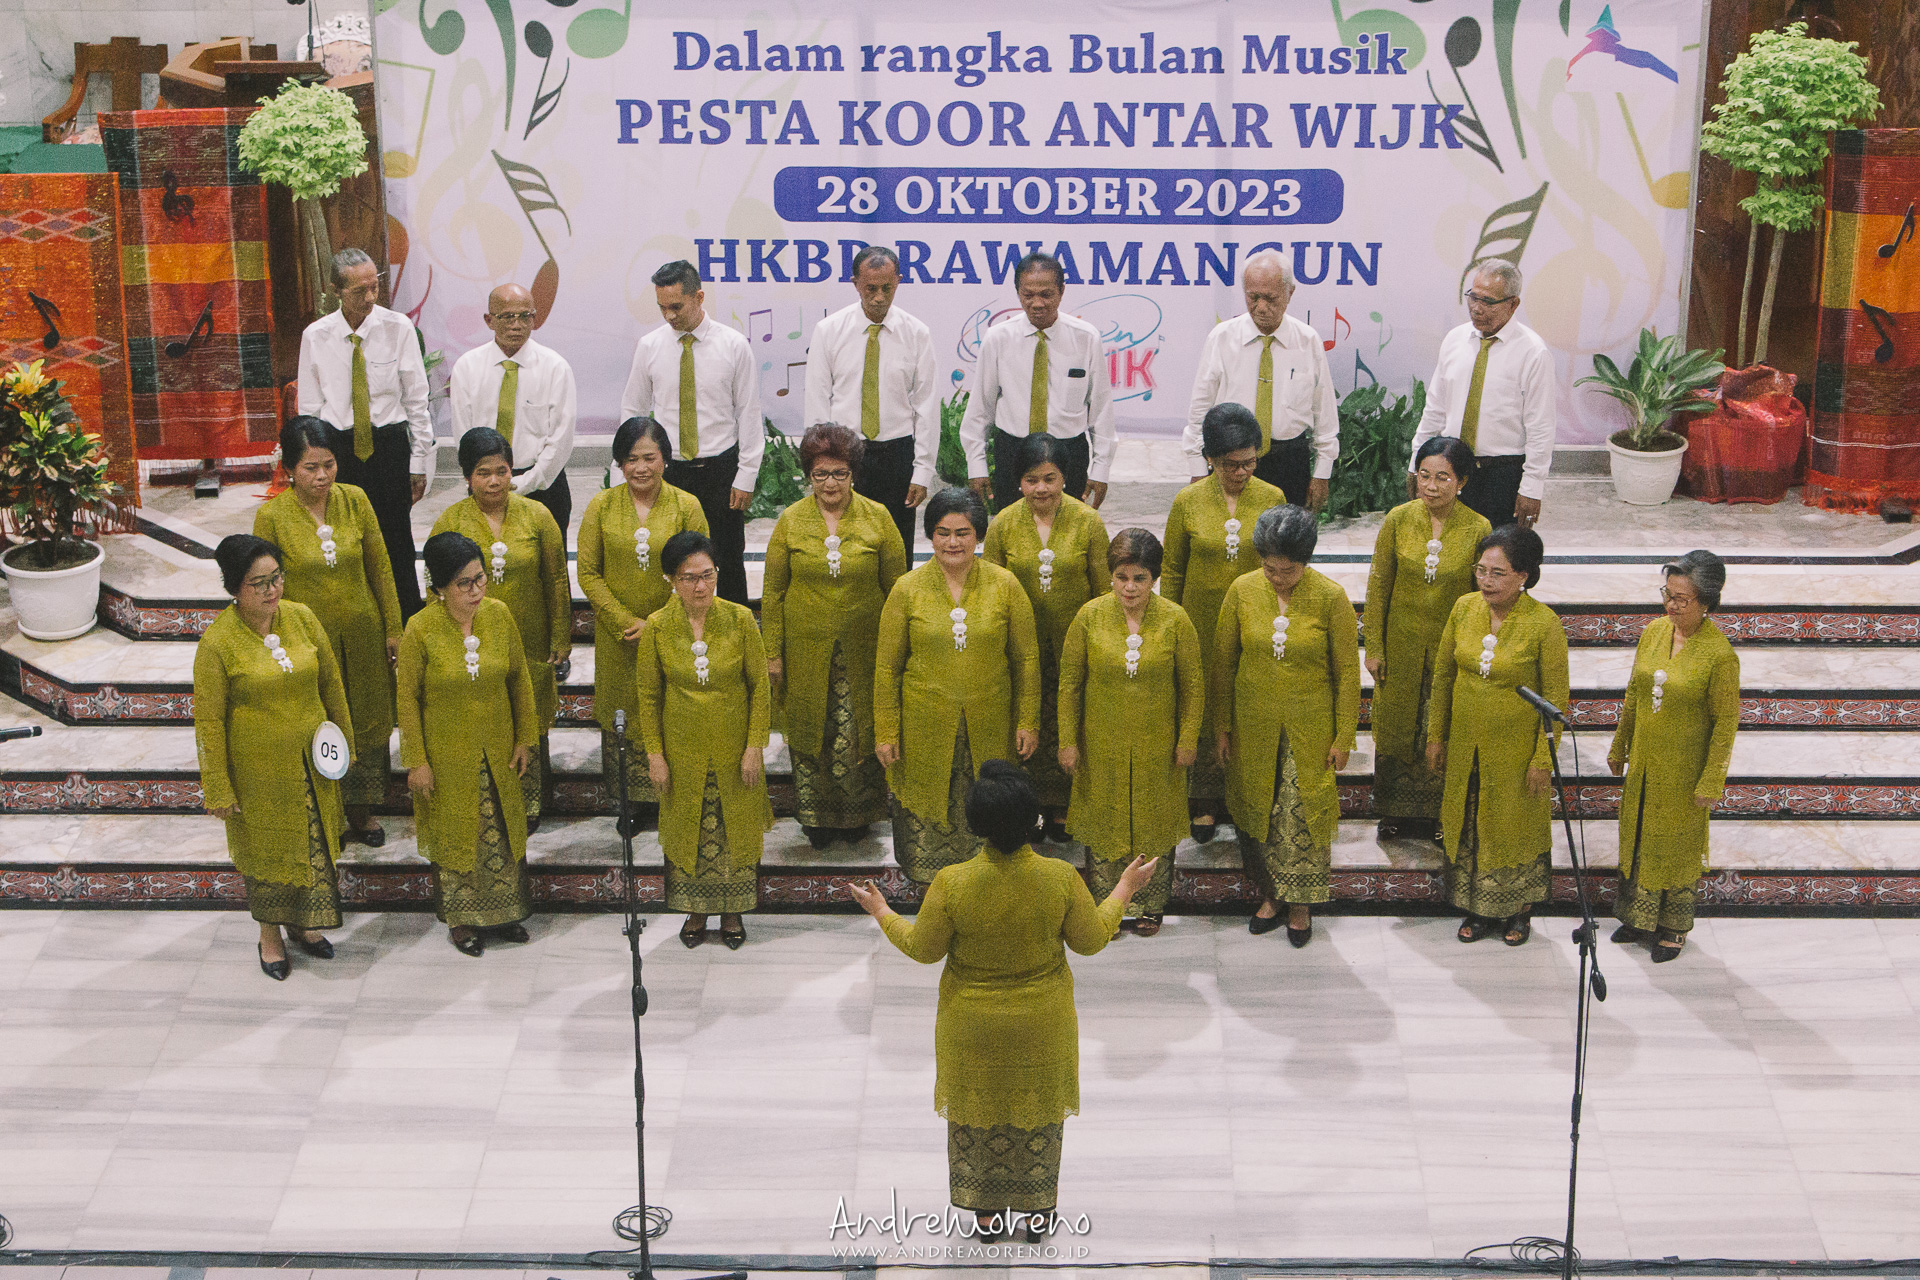 Dalam rangka Bulan Musik
PESTA KOOR ANTAR WIJK
28 OKTOBER 2023
HKBP RAWAMANGUN
05
AndreMoreno
WWW.ANDREMORENO.ID